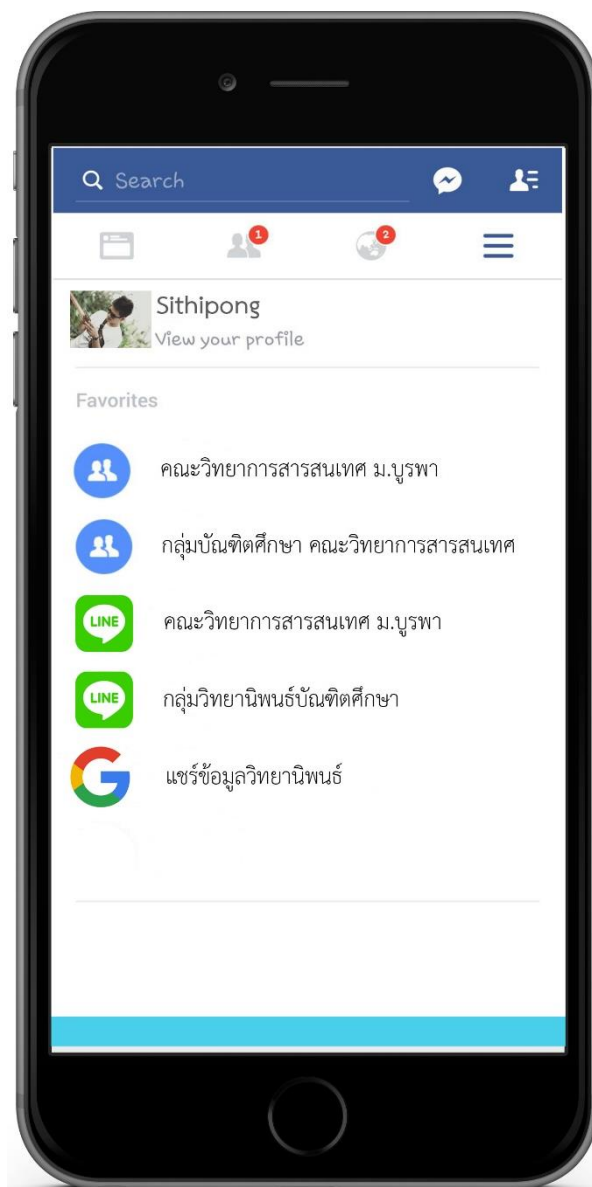 Search
1
2
Sithipong
View your profile
Favorites
คณะวิทยาการสารสนเทศ ม.บูรพา
กลุ่มบัณฑิตศึกษา คณะวิทยาการสารสนเทศ
LINE
คณะวิทยาการสารสนเทศ ม.บูรพา
LINE
กลุ่มวิทยานิพนธ์บัณฑิตศึกษา
G
แชร์ข้อมูลวิทยานิพนธ์